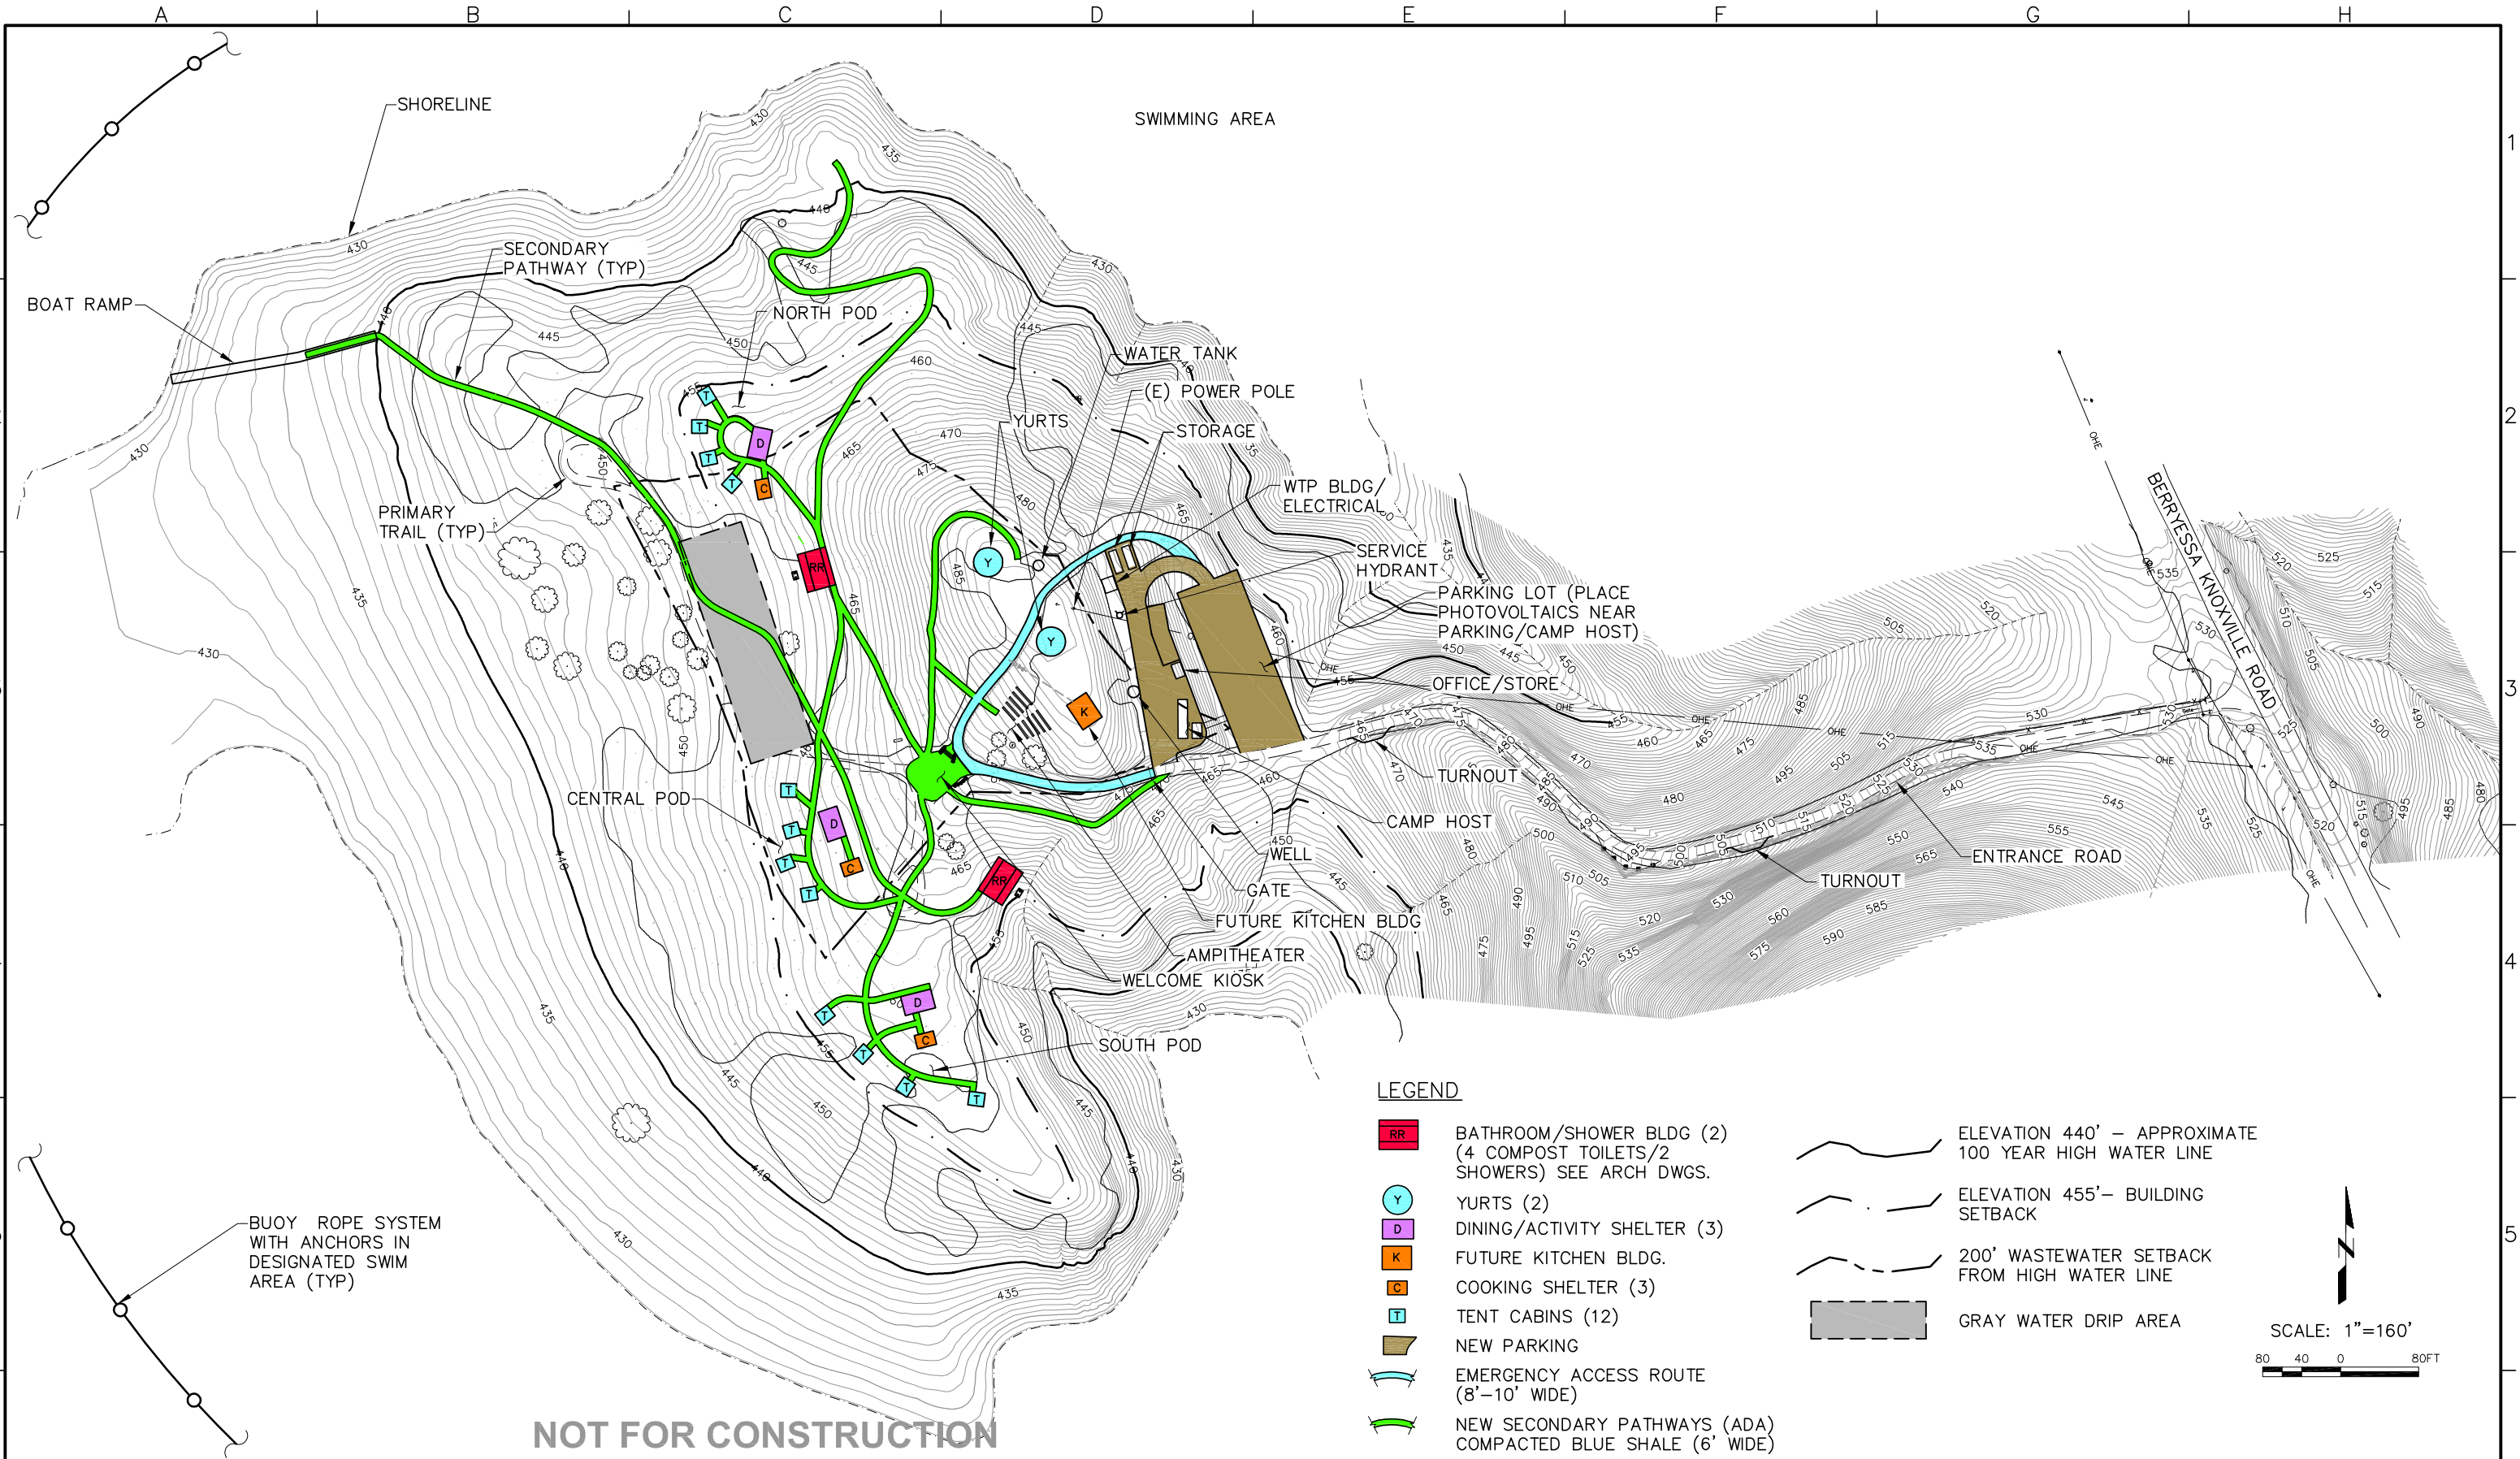 A B C D E F G H
1
2
3
4
5
SHORELINE
SWIMMING AREA
SECONDARY
PATHWAY (TYP)
BOAT RAMP
NORTH POD
WATER TANK
(E) POWER POLE
YURTS
STORAGE
WTP BLDG/
ELECTRICAL
PRIMARY
TRAIL (TYP)
SERVICE
HYDRANT
PARKING LOT (PLACE
PHOTOVOLTAICS NEAR
PARKING/CAMP HOST)
OFFICE/STORE
BERRYESSA KNOXVILLE ROAD
TURNOUT
CENTRAL POD
CAMP HOST
WELL
ENTRANCE ROAD
TURNOUT
GATE
FUTURE KITCHEN BLDG
AMPITHEATER
WELCOME KIOSK
SOUTH POD
BUOY ROPE SYSTEM
WITH ANCHORS IN
DESIGNATED SWIM
AREA (TYP)
LEGEND
RR BATHROOM/SHOWER BLDG (2)
(4 COMPOST TOILETS/2
SHOWERS) SEE ARCH DWGS.
Y YURTS (2)
D DINING/ACTIVITY SHELTER (3)
K FUTURE KITCHEN BLDG.
C COOKING SHELTER (3)
T TENT CABINS (12)
NEW PARKING
EMERGENCY ACCESS ROUTE
(8'-10' WIDE)
NEW SECONDARY PATHWAYS (ADA)
COMPACTED BLUE SHALE (6' WIDE)
ELEVATION 440' - APPROXIMATE
100 YEAR HIGH WATER LINE
ELEVATION 455'- BUILDING
SETBACK
200' WASTEWATER SETBACK
FROM HIGH WATER LINE
GRAY WATER DRIP AREA
N
SCALE: 1"=160'
80 40 0 80FT
NOT FOR CONSTRUCTION